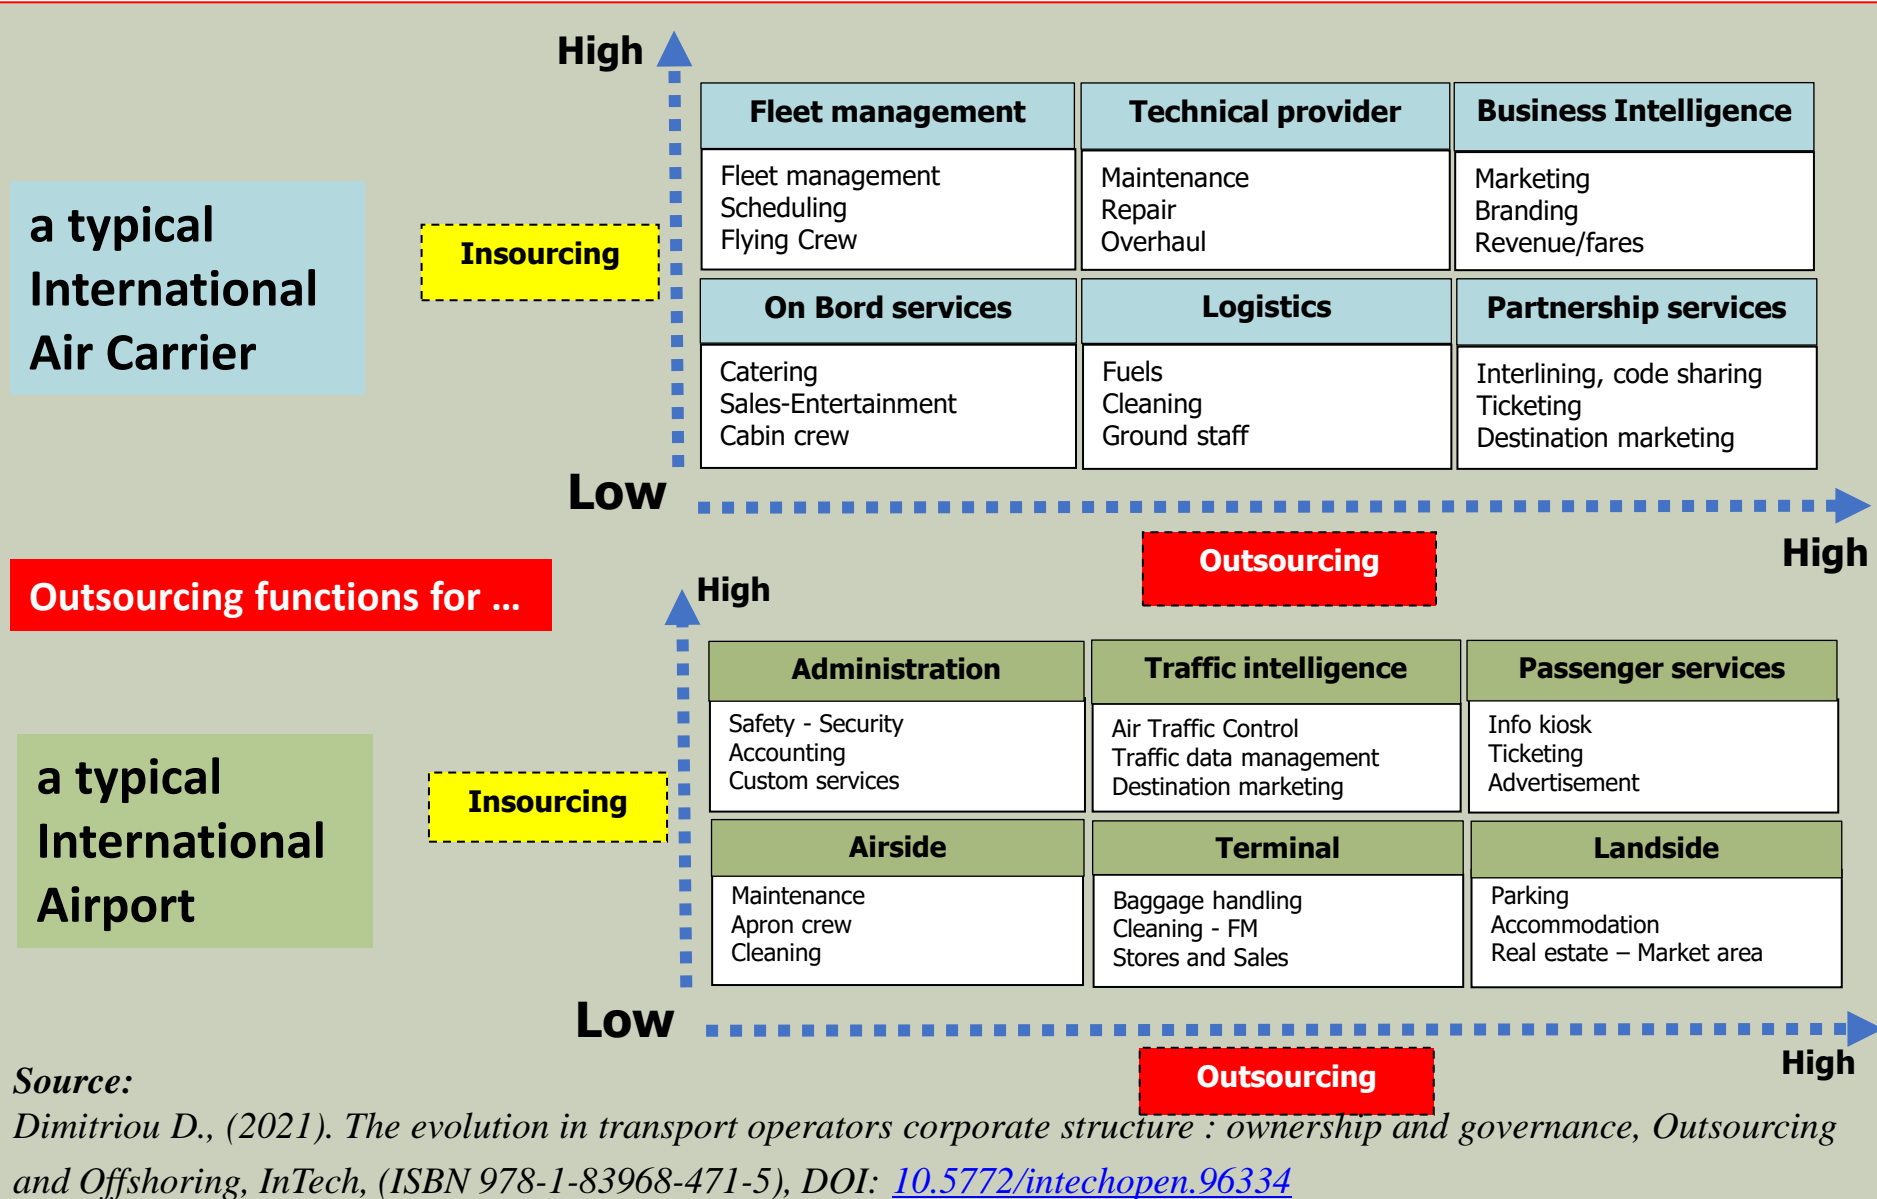 High
Fleet management
Technical provider
Business Intelligence
Fleet management
Scheduling
Flying Crew
Maintenance
Repair
Overhaul
Marketing
Branding
Revenue/fares
a typical
International
Air Carrier
Insourcing
On Bord services
Logistics
Partnership services
Catering
Sales-Entertainment
Cabin crew
Fuels
Cleaning
Ground staff
Interlining, code sharing
Ticketing
Destination marketing
Low
Outsourcing
High
Outsourcing functions for ...
High
Administration
Traffic intelligence
Passenger services
Safety - Security
Accounting
Custom services
Air Traffic Control
Traffic data management
Destination marketing
Info kiosk
Ticketing
Advertisement
a typical
International
Airport
Insourcing
Airside
Terminal
Landside
Maintenance
Apron crew
Cleaning
Baggage handling
Cleaning - FM
Stores and Sales
Parking
Accommodation
Real estate – Market area
Low
Outsourcing
High
Source:
Dimitriou D., (2021). The evolution in transport operators corporate structure : ownership and governance, Outsourcing
and Offshoring, InTech, (ISBN 978-1-83968-471-5), DOI: 10.5772/intechopen.96334